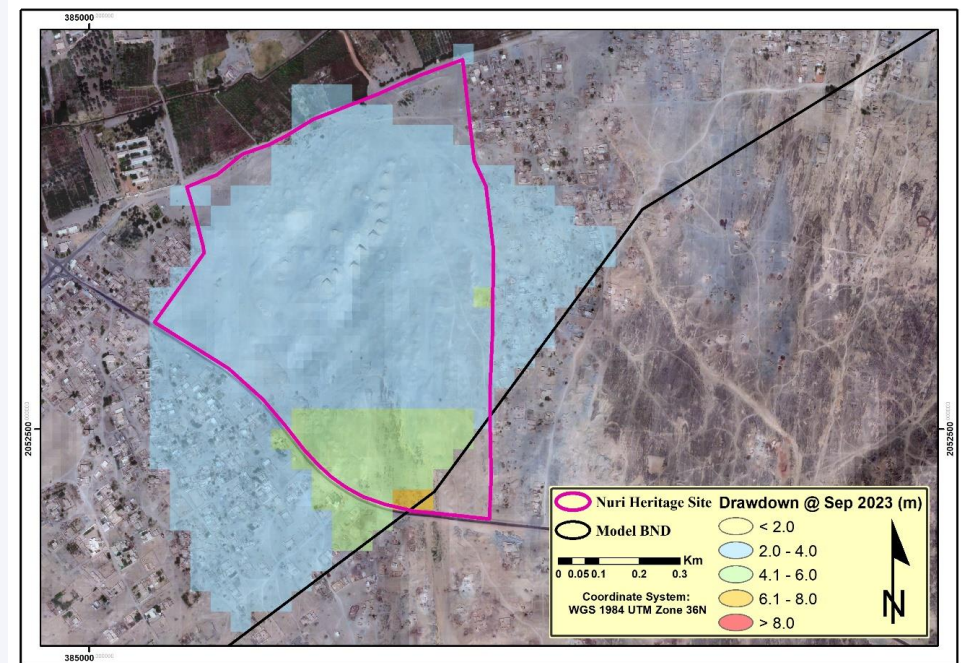 385000
2052500
2052500
Nuri Heritage Site
Model BND
Km
0 0.05 0.1 0.2 0.3
Coordinate System:
WGS 1984 UTM Zone 36N
Drawdown @ Sep 2023 (m)
< 2.0
2.0 - 4.0
4.1 - 6.0
6.1 - 8.0
> 8.0
N
385000